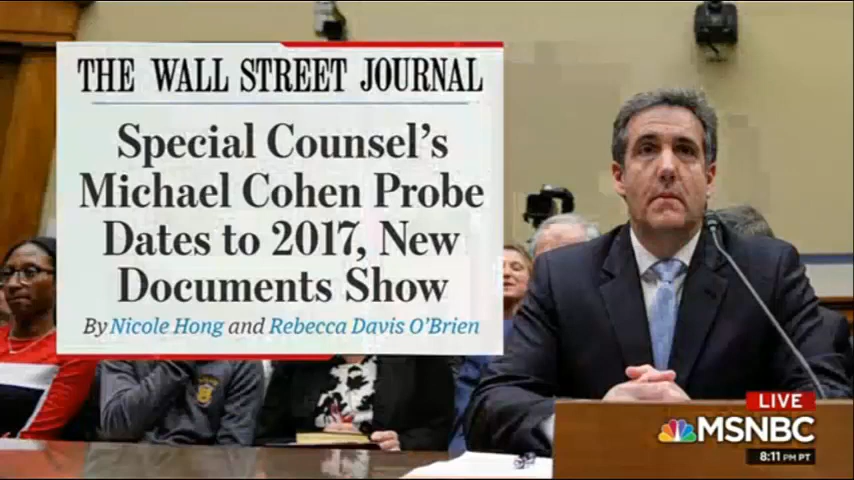 THE WALL STREET JOURNAL
Special Counsel's
Michael Cohen Probe
Dates to 2017, New
Documents Show
By Nicole Hong and Rebecca Davis O'Brien
LIVE
MSNBC
8:11 PM PT